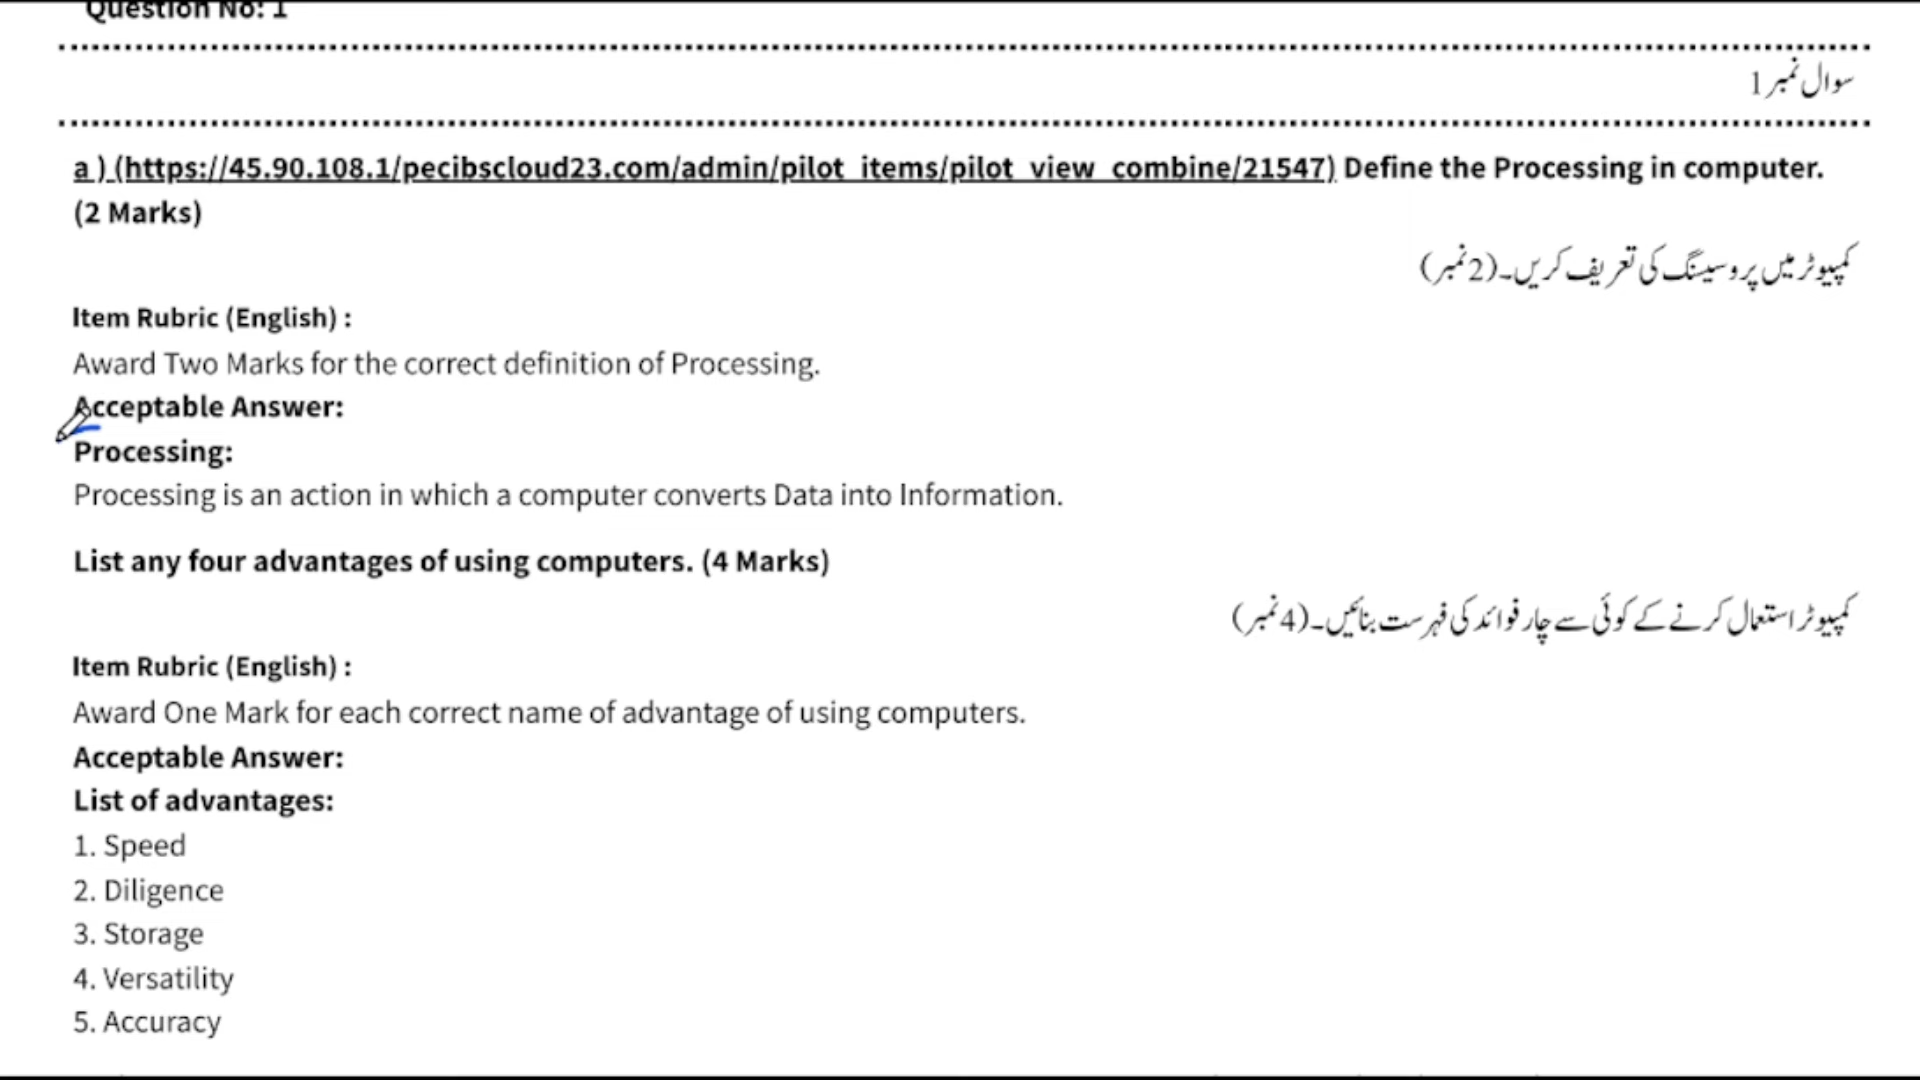 Question No: 1
سوال نمبر 1
a ) (https://45.90.108.1/pecibscloud23.com/admin/pilot_items/pilot_view_combine/21547) Define the Processing in computer.
(2 Marks)
کمپیوٹر میں پروسیسنگ کی تعریف کریں۔(2 نمبر)
Item Rubric (English) :
Award Two Marks for the correct definition of Processing.
Acceptable Answer:
Processing:
Processing is an action in which a computer converts Data into Information.
List any four advantages of using computers. (4 Marks)
کمپیوٹر استعمال کرنے کے کوئی سے چار فوائد کی فہرست بنائیں۔(4 نمبر)
Item Rubric (English) :
Award One Mark for each correct name of advantage of using computers.
Acceptable Answer:
List of advantages:
1. Speed
2. Diligence
3. Storage
4. Versatility
5. Accuracy